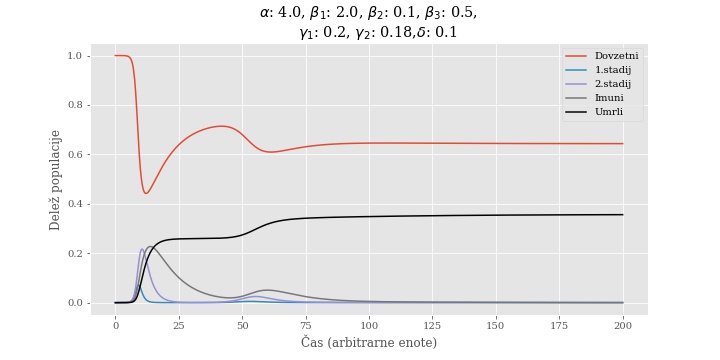 α: 4.0, β₁: 2.0, β₂: 0.1, β₃: 0.5,
γ₁: 0.2, γ₂: 0.18,δ: 0.1
Dovzetni
1.stadij
2.stadij
Imuni
Umrli
Delež populacije
1.0
0.8
0.6
0.4
0.2
0.0
0 25 50 75 100 125 150 175 200
Čas (arbitrarne enote)